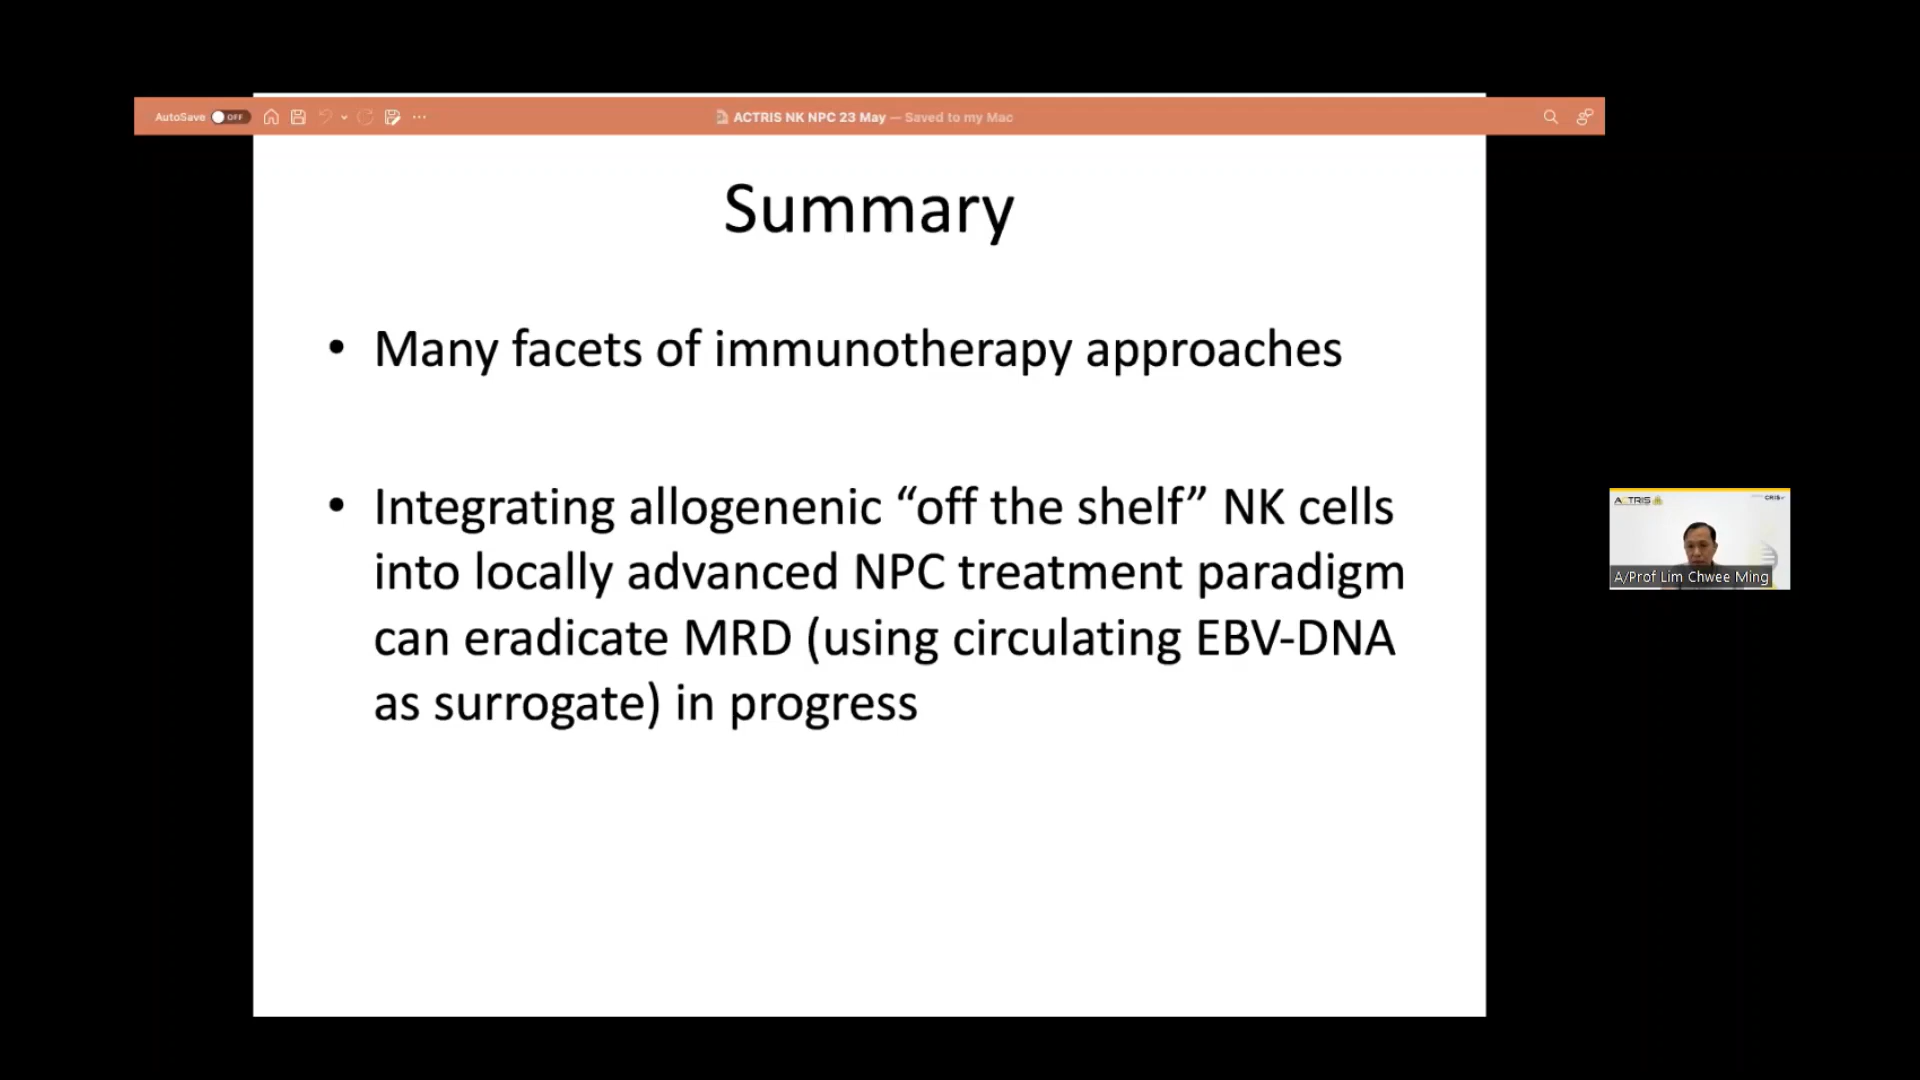 AutoSave OFF
ACTRIS NK NPC 23 May — Saved to my Mac
Summary
• Many facets of immunotherapy approaches
• Integrating allogenenic “off the shelf” NK cells
into locally advanced NPC treatment paradigm
can eradicate MRD (using circulating EBV-DNA
as surrogate) in progress
ACTRIS
CRIS
A/Prof Lim Chwee Ming